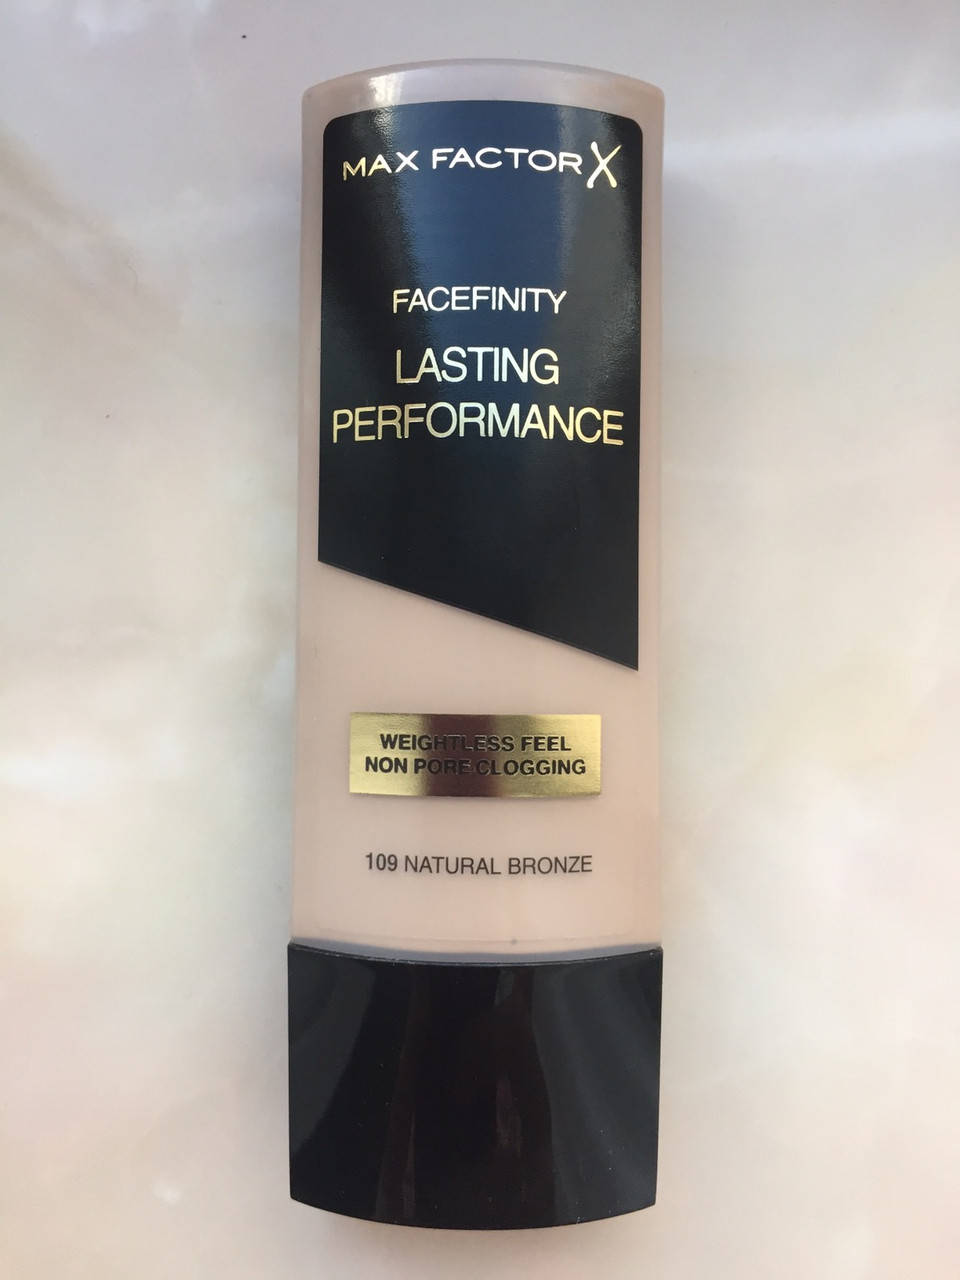 MAX FACTOR X
FACEFINITY
LASTING
PERFORMANCE
WEIGHTLESS FEEL
NON PORE CLOGGING
109 NATURAL BRONZE